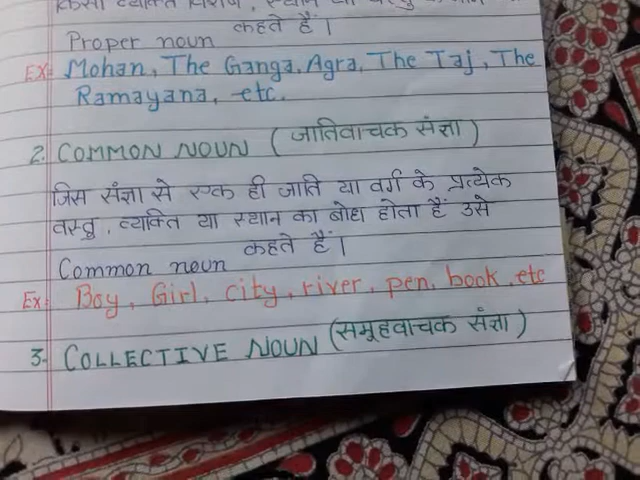 किसी व्यक्ति विशेष, स्थान या
Proper noun कहते हैं।
Ex: Mohan, The Ganga, Agra, The Taj, The
Ramayana, etc.
2. COMMON NOUN (जातिवाचक संज्ञा)
जिस संज्ञा से एक ही जाति या वर्ग के प्रत्येक
वस्तु, व्यक्ति या स्थान का बोध होता हैं उसे
Common noun कहते हैं।
Ex: Boy, Girl, city, river, pen, book, etc
3. COLLECTIVE NOUN (समूहवाचक संज्ञा)